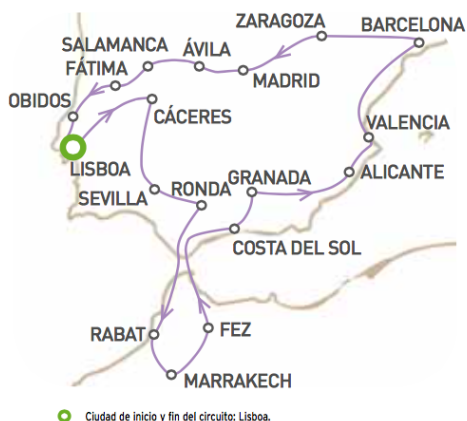 ZARAGOZA
BARCELONA
SALAMANCA
ÁVILA
FÁTIMA
MADRID
OBIDOS
CÁCERES
VALENCIA
LISBOA
GRANADA
ALICANTE
SEVILLA
RONDA
COSTA DEL SOL
RABAT
FEZ
MARRAKECH
Ciudad de inicio y fin del circuito: Lisboa.